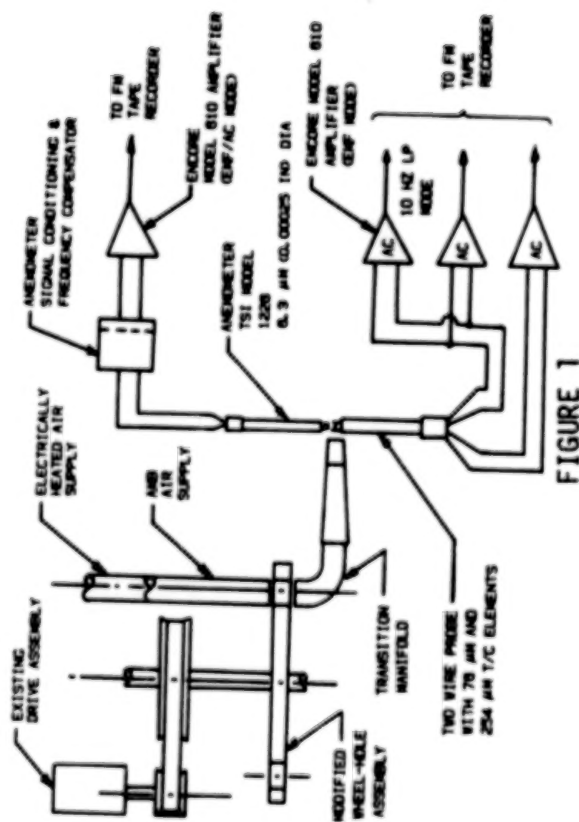 EXISTING
DRIVE ASSEMBLY
ELECTRICALLY
HEATED AIR
SUPPLY
AMB
AIR
SUPPLY
ANEMOMETER
SIGNAL CONDITIONING &
FREQUENCY COMPENSATOR
TO FM
TAPE
RECORDER
ENCORE
MODEL 610 AMPLIFIER
(EMF/AC MODE)
ANEMOMETER
TSI MODEL
1220
6.3 µM (0.00025 IN) DIA
ENCORE MODEL 610
AMPLIFIER
(EMF MODE)
10 HZ LP
MODE
TO FM
TAPE
RECORDER
AC
AC
AC
MODIFIED
WHEEL-HOLE
ASSEMBLY
TRANSITION
MANIFOLD
TWO WIRE PROBE
WITH 76 µM AND
254 µM T/C ELEMENTS
FIGURE 1